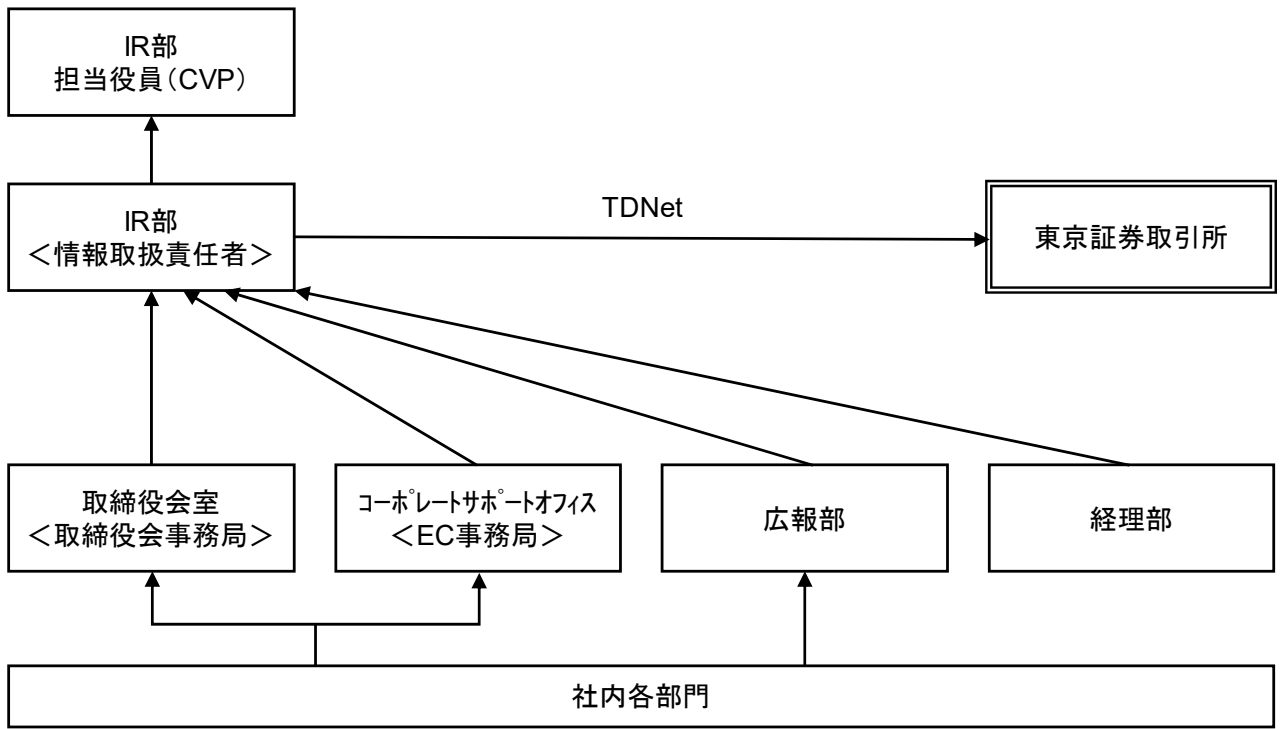 IR部
担当役員（CVP）
IR部
＜情報取扱責任者＞
TDNet
東京証券取引所
取締役会室
＜取締役会事務局＞
ｺｰﾎﾟﾚｰﾄｻﾎﾟｰﾄｵﾌｨｽ
＜EC事務局＞
広報部
経理部
社内各部門